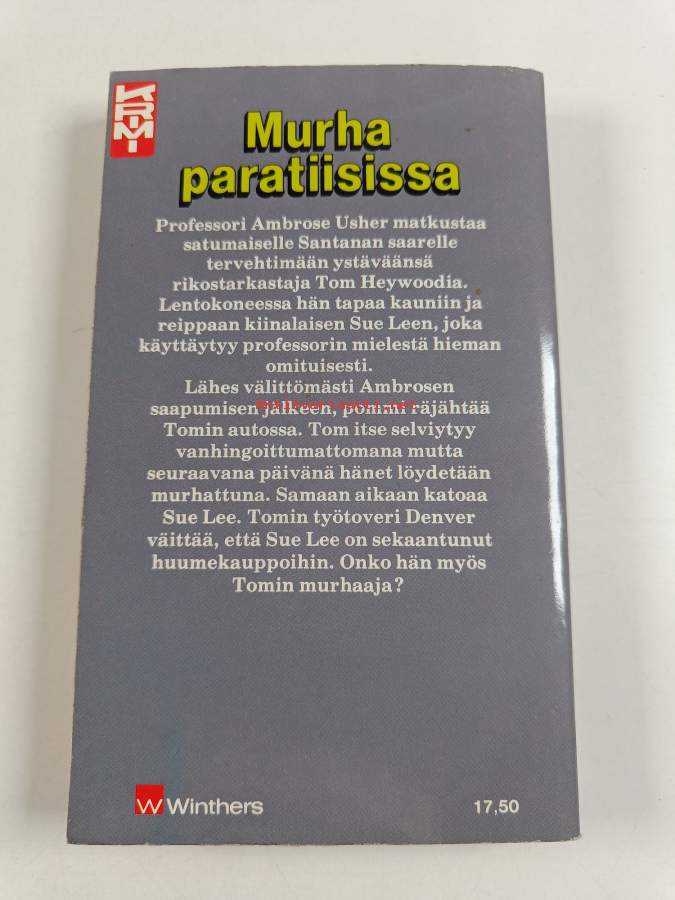 KRIMI
Murha
paratiisissa
Professori Ambrose Usher matkustaa
satumaiselle Santanan saarelle
tervehtimään ystäväänsä
rikostarkastaja Tom Heywoodia.
Lentokoneessa hän tapaa kauniin ja
reippaan kiinalaisen Sue Leen, joka
käyttäytyy professorin mielestä hieman
omituisesti.
Lähes välittömästi Ambrosen
saapumisen jälkeen, pommi räjähtää
Tomin autossa. Tom itse selviytyy
vanhingoittumattomana mutta
seuraavana päivänä hänet löydetään
murhattuna. Samaan aikaan katoaa
Sue Lee. Tomin työtoveri Denver
väittää, että Sue Lee on sekaantunut
huumekauppoihin. Onko hän myös
Tomin murhaaja?
W Winthers
17,50